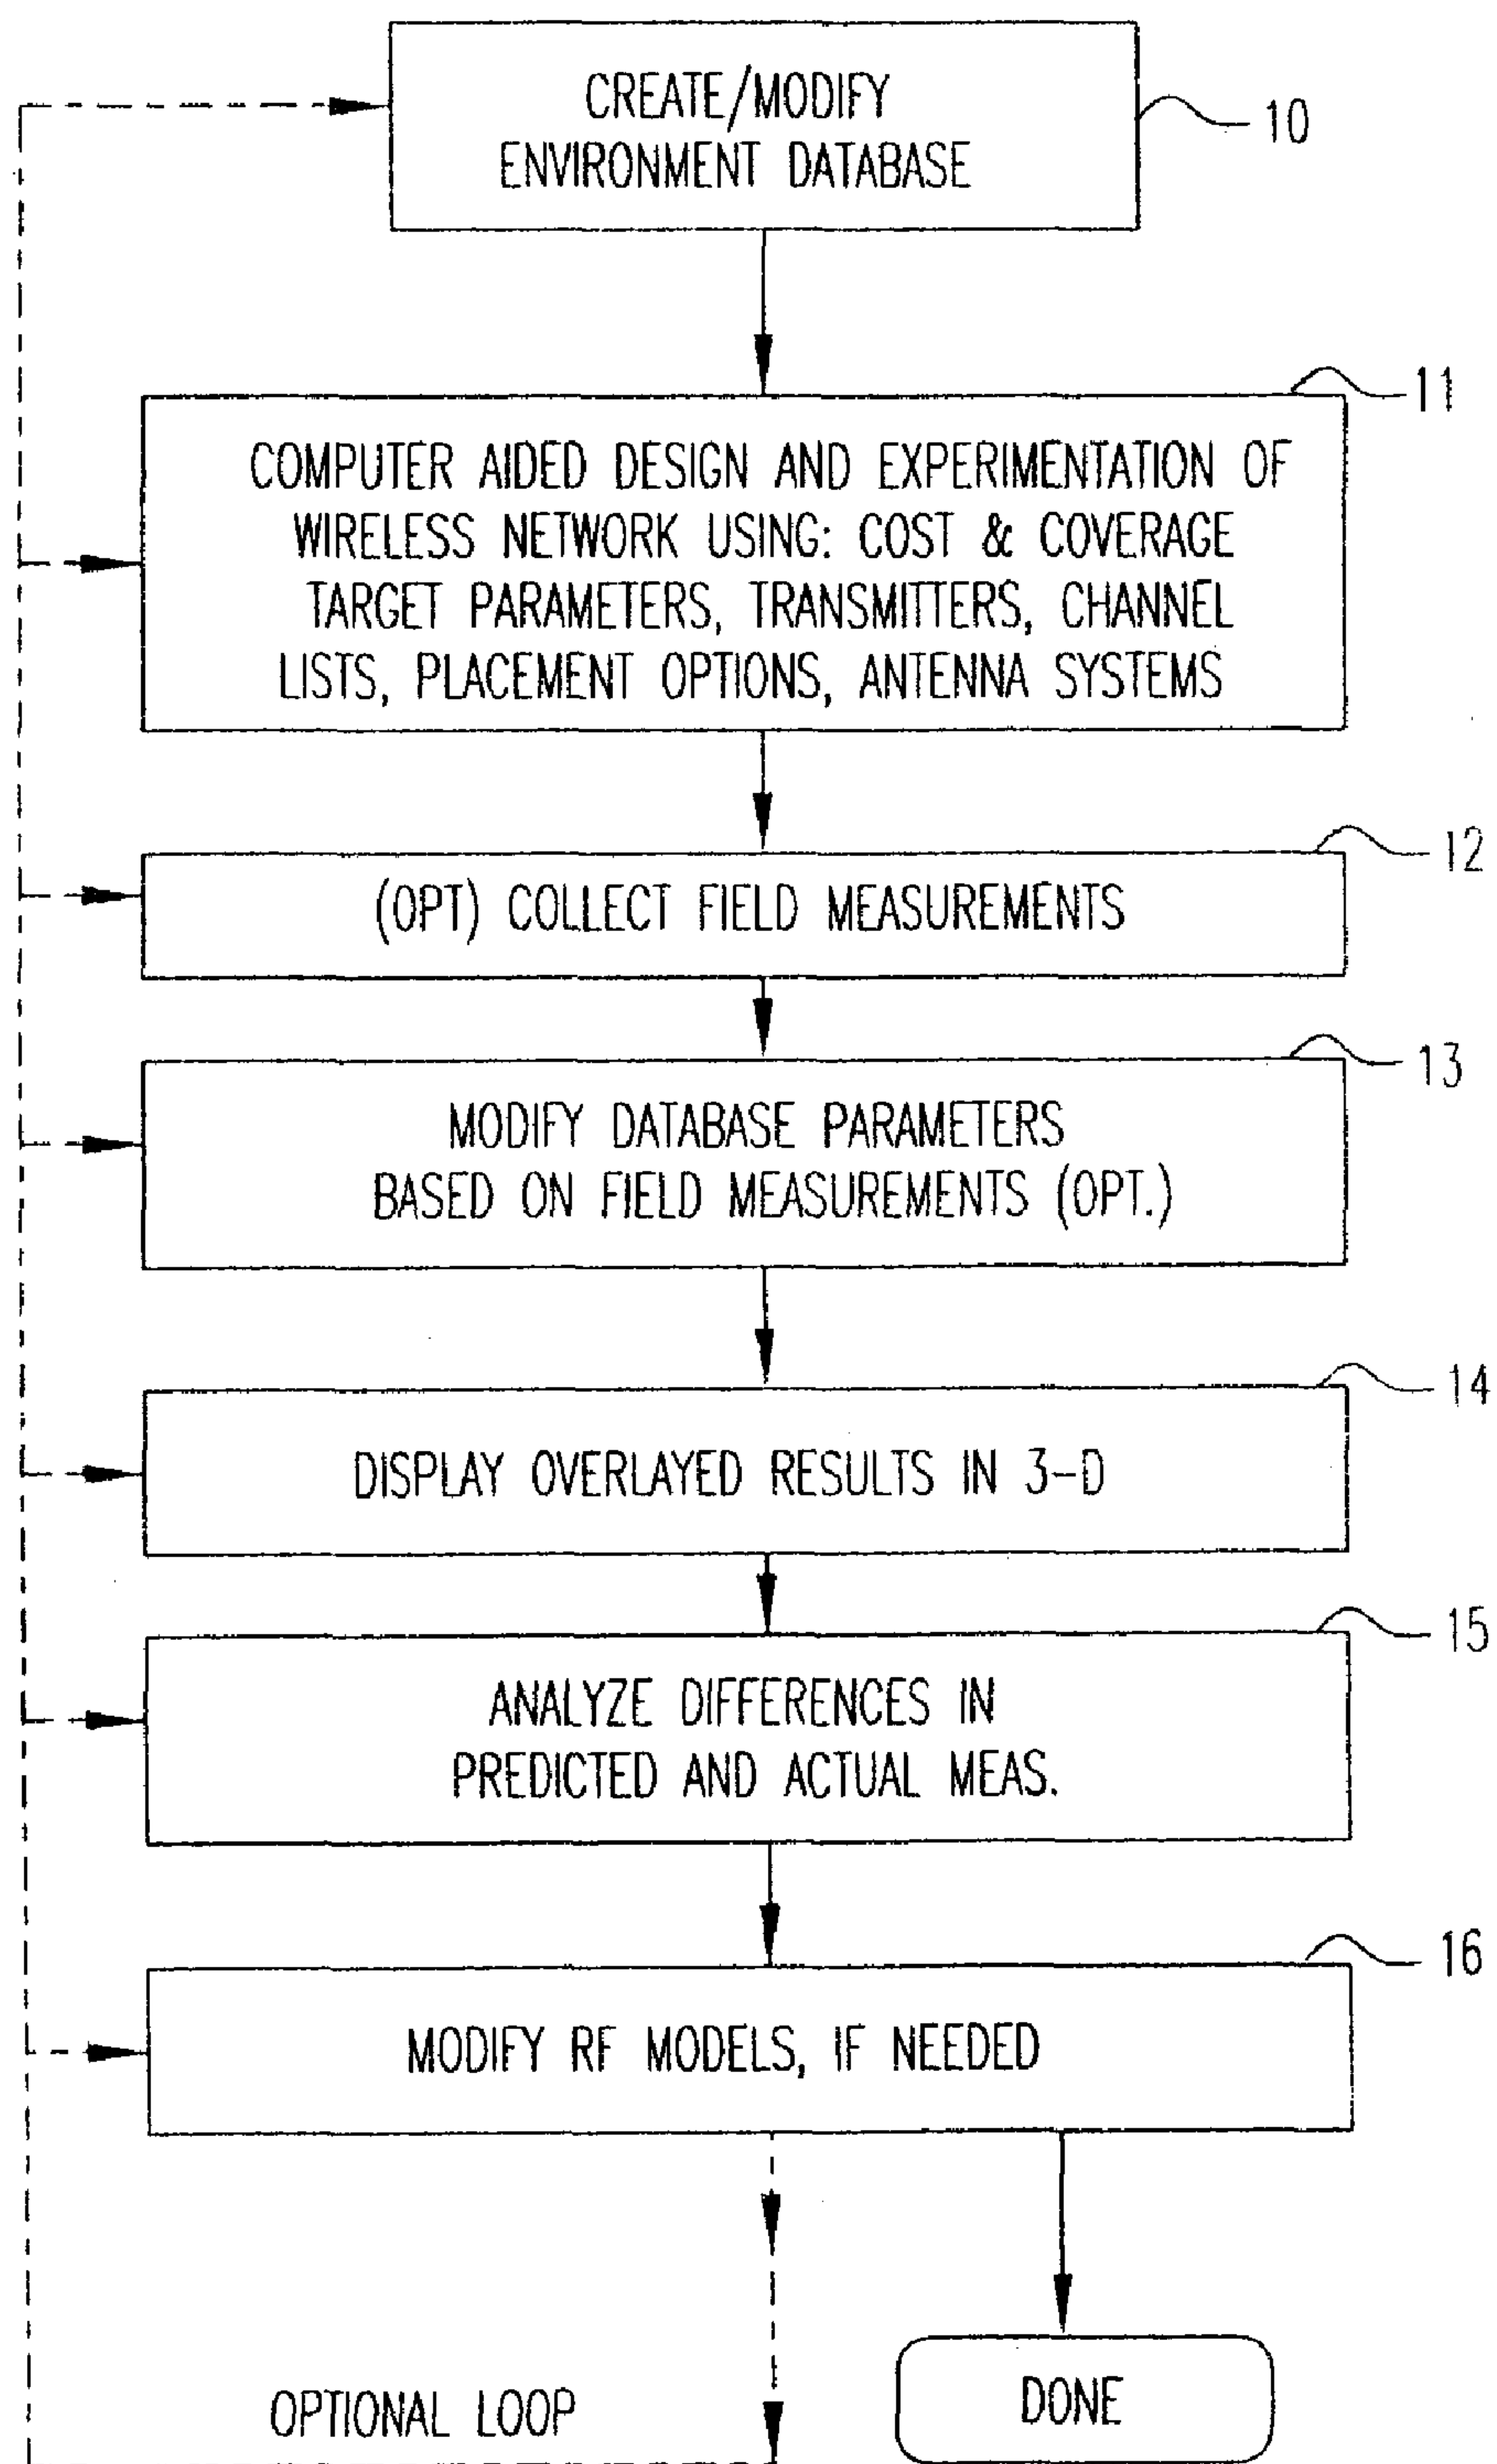 CREATE/MODIFY
ENVIRONMENT DATABASE
10
11
COMPUTER AIDED DESIGN AND EXPERIMENTATION OF
WIRELESS NETWORK USING: COST & COVERAGE
TARGET PARAMETERS, TRANSMITTERS, CHANNEL
LISTS, PLACEMENT OPTIONS, ANTENNA SYSTEMS
12
(OPT) COLLECT FIELD MEASUREMENTS
13
MODIFY DATABASE PARAMETERS
BASED ON FIELD MEASUREMENTS (OPT.)
14
DISPLAY OVERLAYED RESULTS IN 3-D
15
ANALYZE DIFFERENCES IN
PREDICTED AND ACTUAL MEAS.
16
MODIFY RF MODELS, IF NEEDED
OPTIONAL LOOP
DONE